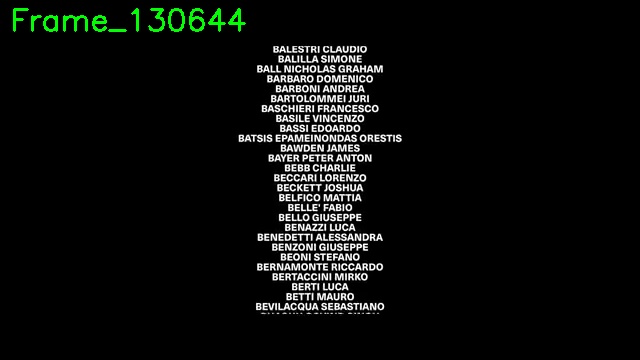 Frame_130644
BALESTRI CLAUDIO
BALILLA SIMONE
BALL NICHOLAS GRAHAM
BARBARO DOMENICO
BARBONI ANDREA
BARTOLOMMEI JURI
BASCHIERI FRANCESCO
BASILE VINCENZO
BASSI EDOARDO
BATSIS EPAMEINONDAS ORESTIS
BAWDEN JAMES
BAYER PETER ANTON
BEBB CHARLIE
BECCARI LORENZO
BECKETT JOSHUA
BELFICO MATTIA
BELLE' FABIO
BELLO GIUSEPPE
BENAZZI LUCA
BENEDETTI ALESSANDRA
BENZONI GIUSEPPE
BEONI STEFANO
BERNAMONTE RICCARDO
BERTACCINI MIRKO
BERTI LUCA
BETTI MAURO
BEVILACQUA SEBASTIANO